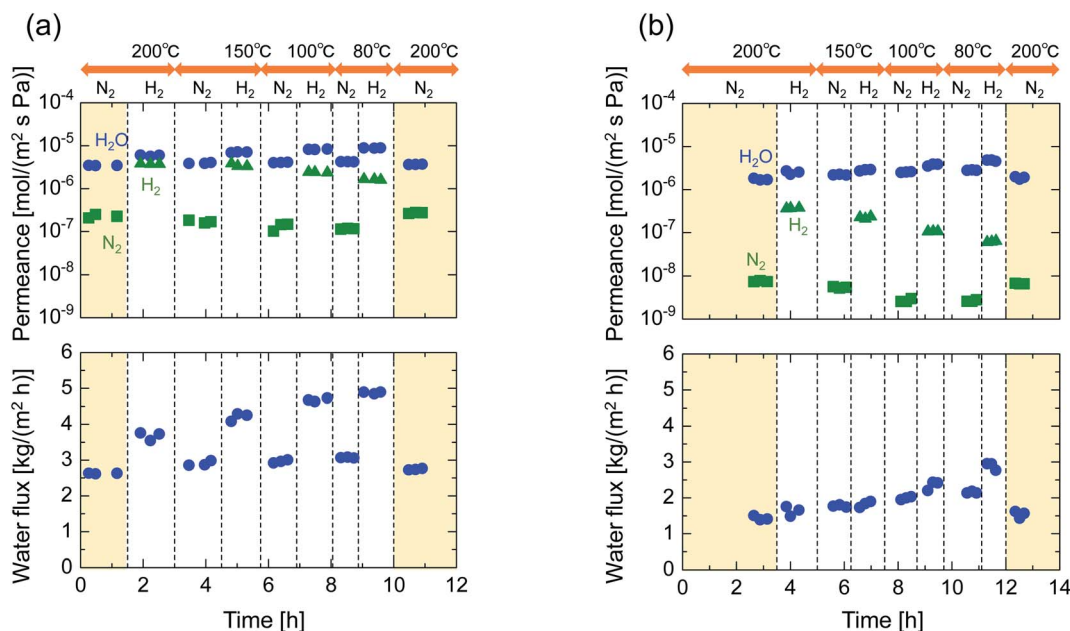 (a)
200℃ 150℃ 100℃ 80℃ 200℃
N₂ H₂ N₂ H₂ N₂ H₂ N₂ H₂ N₂
Permeance [mol/(m² s Pa)]
10⁻⁴
10⁻⁵
10⁻⁶
10⁻⁷
10⁻⁸
10⁻⁹
H₂O
H₂
N₂
Water flux [kg/(m² h)]
6
5
4
3
2
1
0
0 2 4 6 8 10 12
Time [h]
(b)
200℃ 150℃ 100℃ 80℃ 200℃
N₂ H₂ N₂ H₂ N₂ H₂ N₂ H₂ N₂
Permeance [mol/(m² s Pa)]
10⁻⁴
10⁻⁵
10⁻⁶
10⁻⁷
10⁻⁸
10⁻⁹
H₂O
H₂
N₂
Water flux [kg/(m² h)]
6
5
4
3
2
1
0
0 2 4 6 8 10 12 14
Time [h]